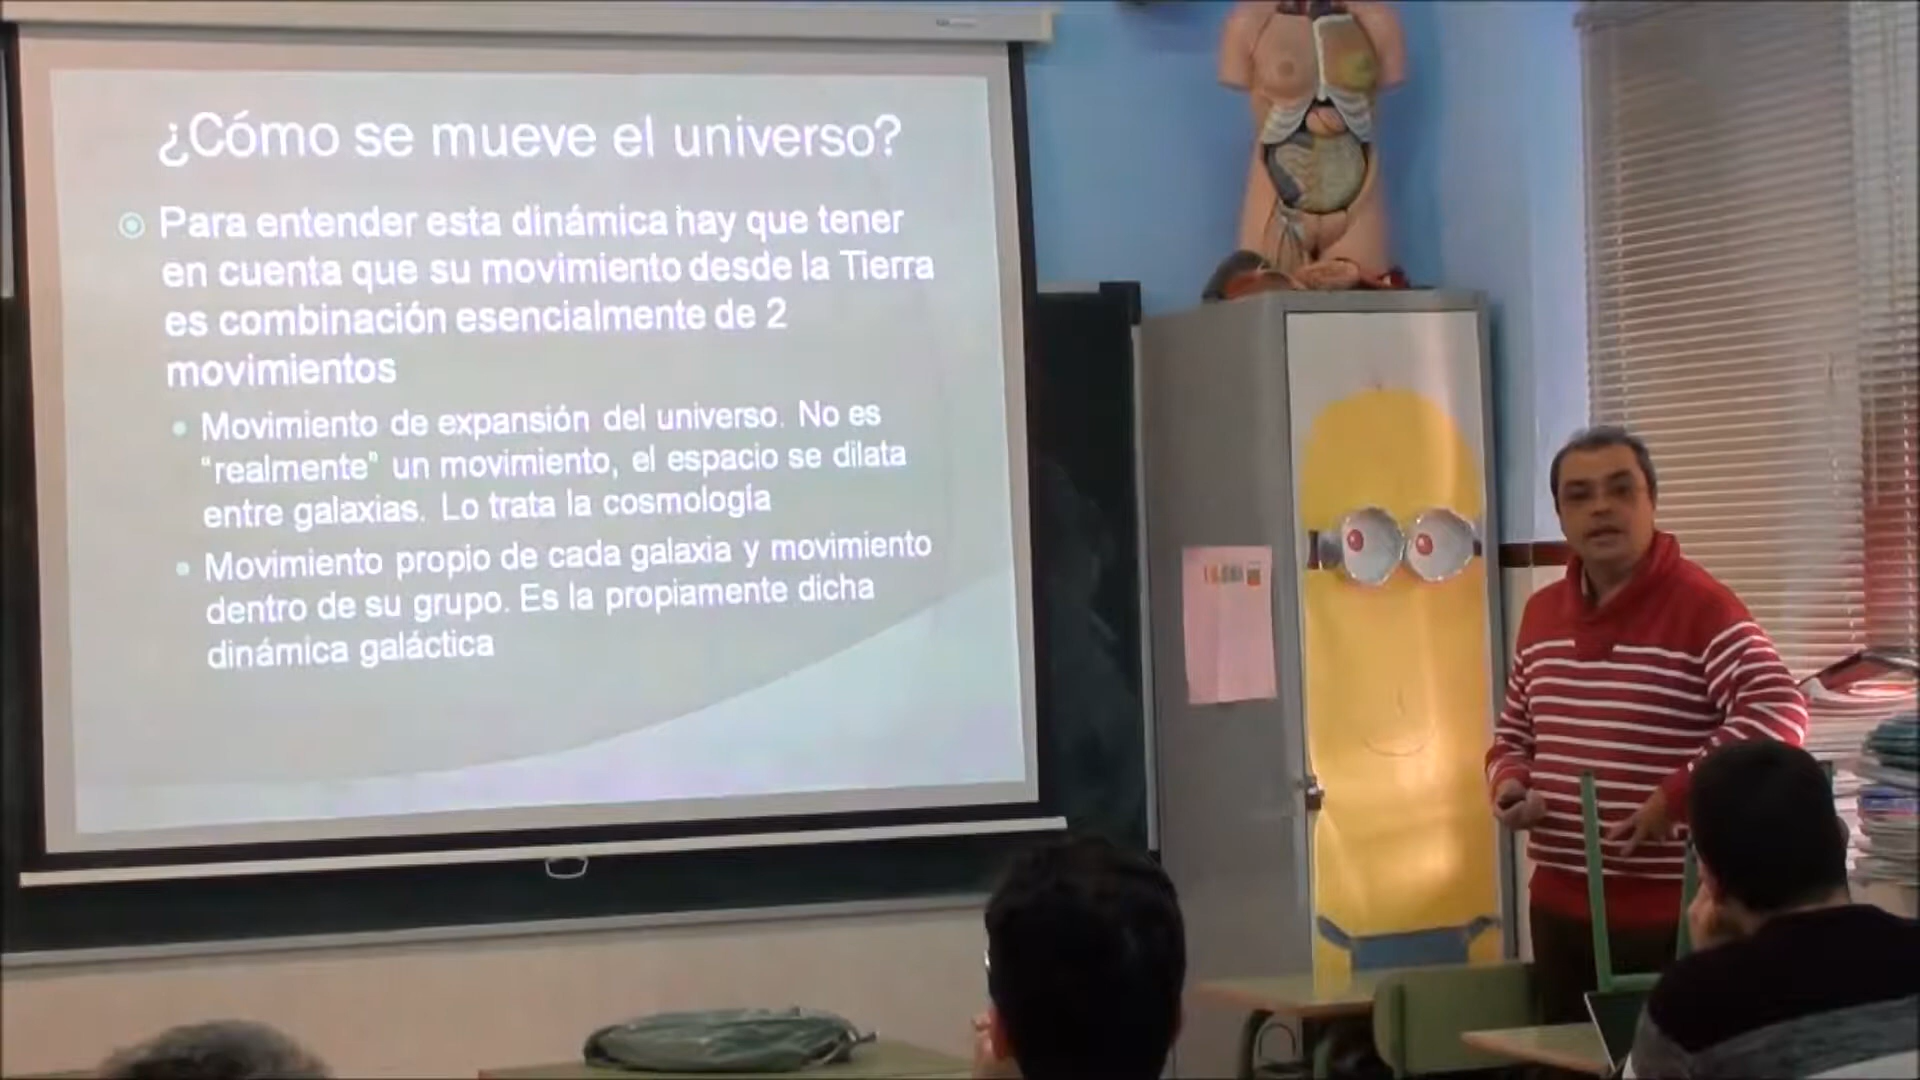 ¿Cómo se mueve el universo?
Para entender esta dinámica hay que tener
en cuenta que su movimiento desde la Tierra
es combinación esencialmente de 2
movimientos
Movimiento de expansión del universo. No es
"realmente" un movimiento, el espacio se dilata
entre galaxias. Lo trata la cosmología
Movimiento propio de cada galaxia y movimiento
dentro de su grupo. Es la propiamente dicha
dinámica galáctica